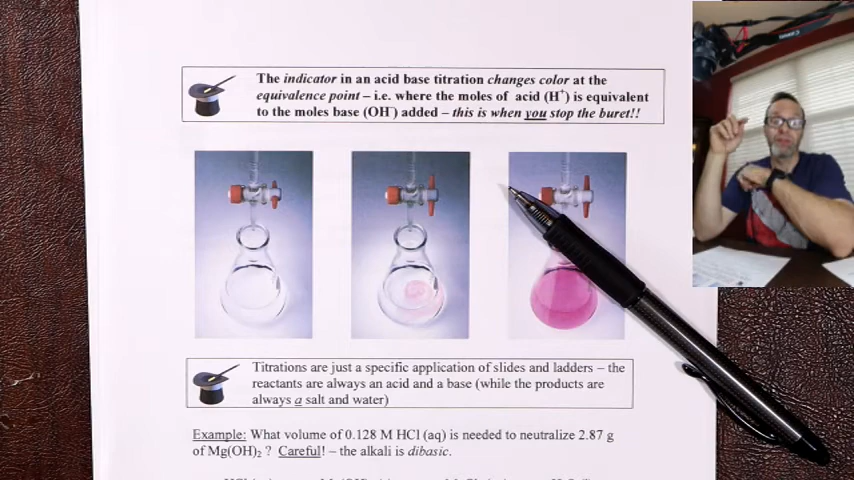 The indicator in an acid base titration changes color at the
equivalence point – i.e. where the moles of acid (H⁺) is equivalent
to the moles base (OH⁻) added – this is when you stop the buret!!
Titrations are just a specific application of slides and ladders – the
reactants are always an acid and a base (while the products are
always a salt and water)
Example: What volume of 0.128 M HCl (aq) is needed to neutralize 2.87 g
of Mg(OH)₂ ? Careful! – the alkali is dibasic.